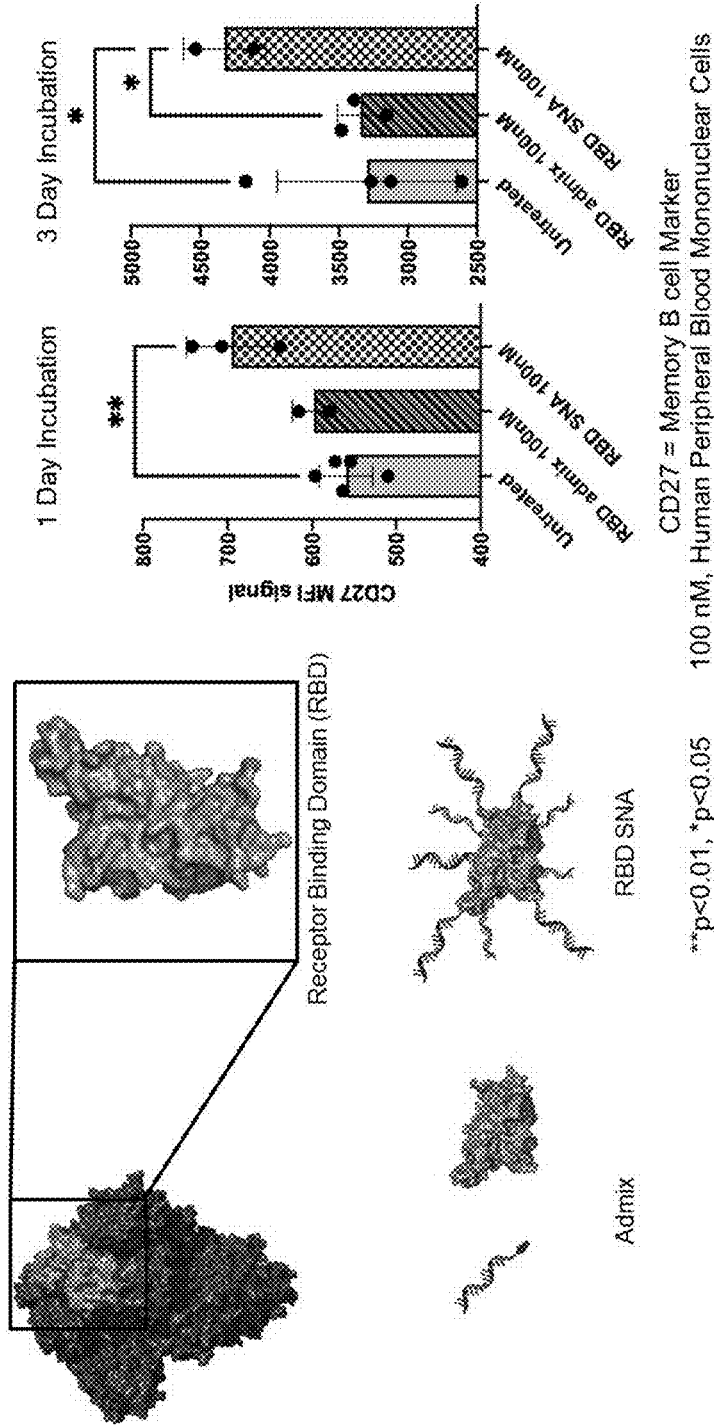 Receptor Binding Domain (RBD)
Admix
RBD SNA
1 Day Incubation
**
CD27 MFI signal
800
700
600
500
400
Untreated
RBD admix 100nM
RBD SNA 100nM
3 Day Incubation
*
*
5000
4500
4000
3500
3000
2500
Untreated
RBD admix 100nM
RBD SNA 100nM
CD27 = Memory B cell Marker
**p<0.01, *p<0.05 100 nM, Human Peripheral Blood Mononuclear Cells